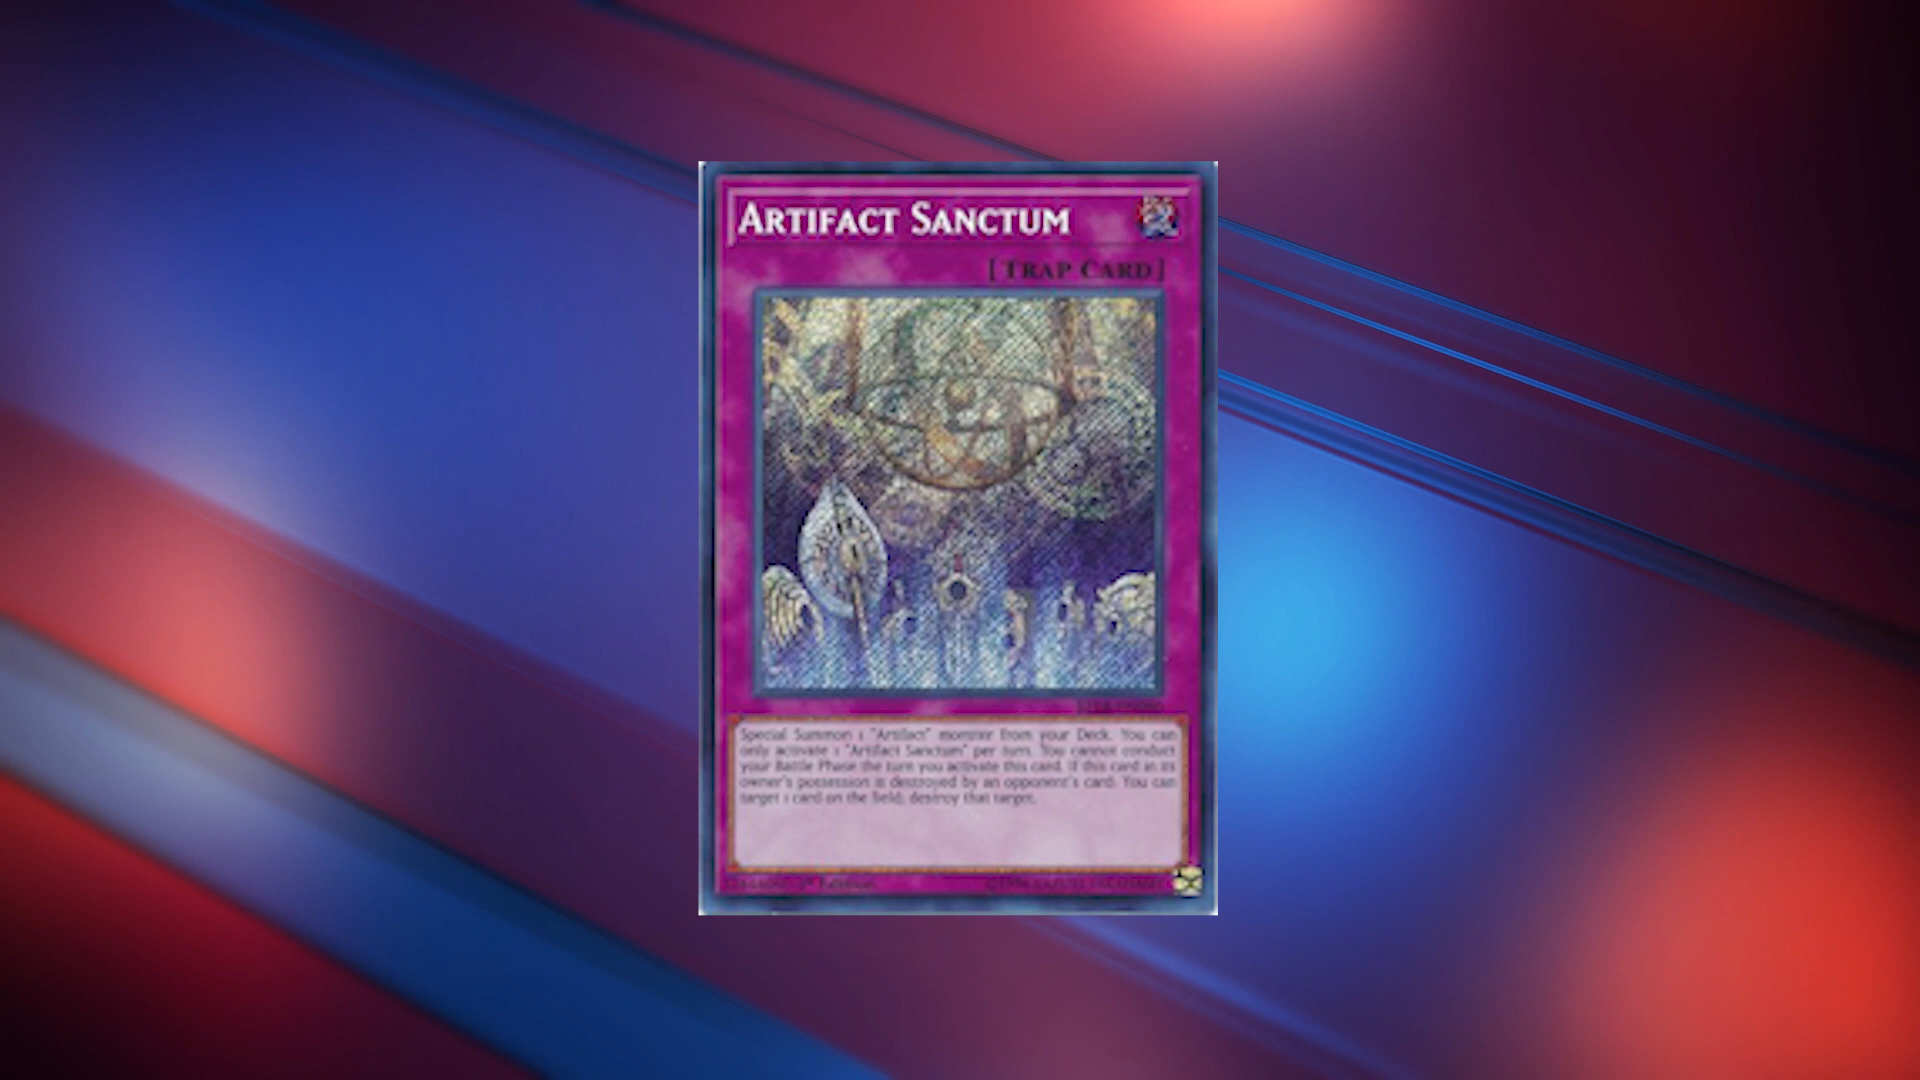 ARTIFACT SANCTUM
[TRAP CARD]
Special Summon 1 "Artifact" monster from your Deck. You can
only activate 1 "Artifact Sanctum" per turn. You cannot conduct
your Battle Phase the turn you activate this card. If this card in its
owner's possession is destroyed by an opponent's card: You can
target 1 card on the field; destroy that target.
1st Edition